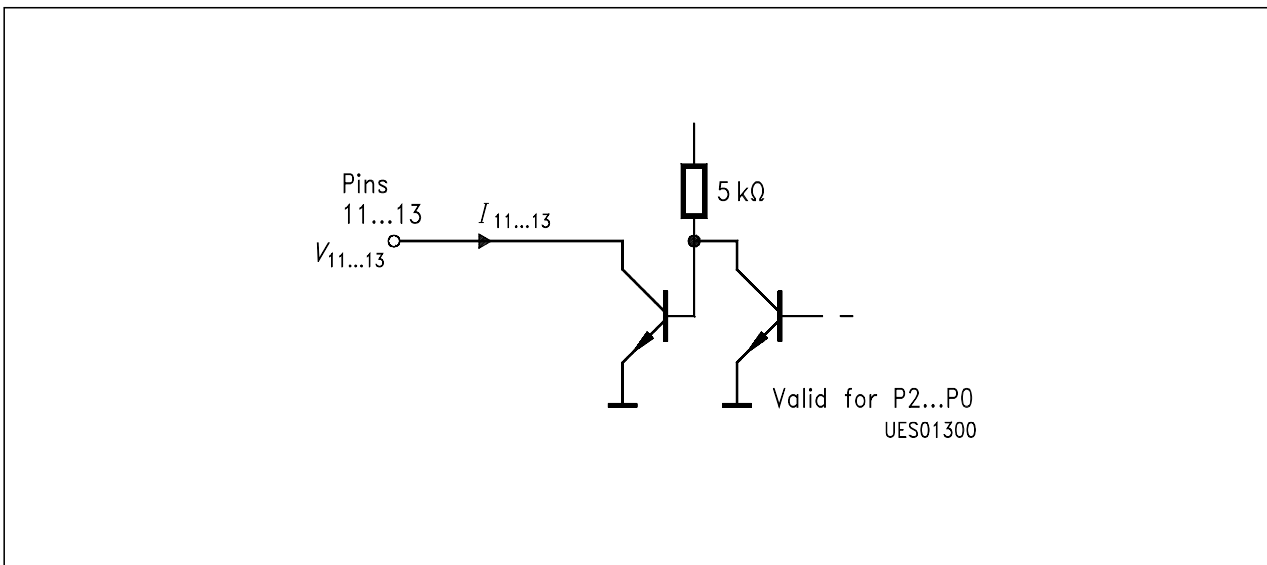 Pins
11...13
I 11...13
V11...13
5 kΩ
Valid for P2...P0
UES01300